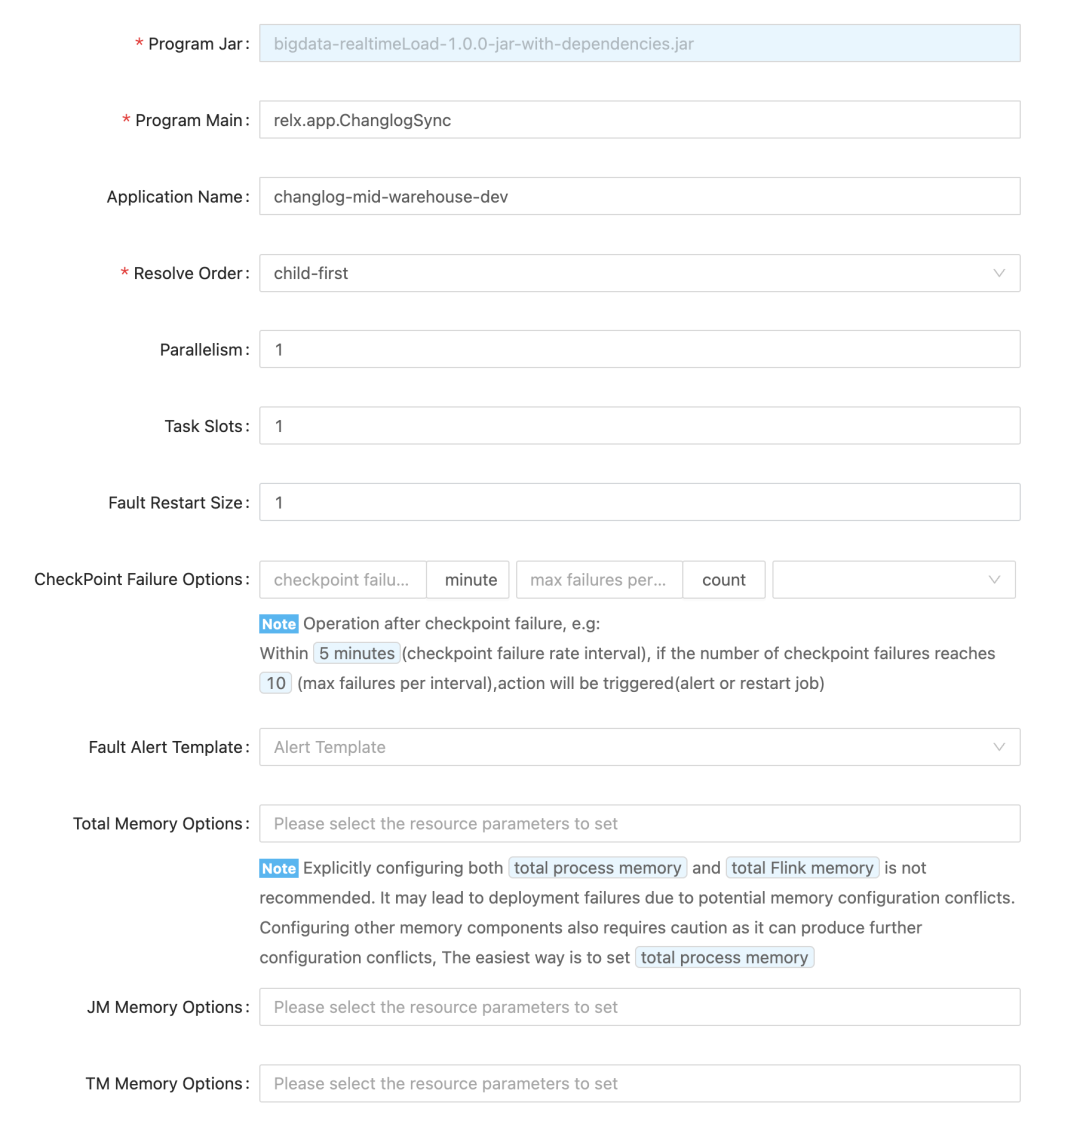 * Program Jar: bigdata-realtimeLoad-1.0.0-jar-with-dependencies.jar
* Program Main: relx.app.ChanglogSync
Application Name: changlog-mid-warehouse-dev
* Resolve Order: child-first
Parallelism: 1
Task Slots: 1
Fault Restart Size: 1
CheckPoint Failure Options: checkpoint failu... minute max failures per... count
Note Operation after checkpoint failure, e.g:
Within 5 minutes (checkpoint failure rate interval), if the number of checkpoint failures reaches
10 (max failures per interval),action will be triggered(alert or restart job)
Fault Alert Template: Alert Template
Total Memory Options: Please select the resource parameters to set
Note Explicitly configuring both total process memory and total Flink memory is not
recommended. It may lead to deployment failures due to potential memory configuration conflicts.
Configuring other memory components also requires caution as it can produce further
configuration conflicts, The easiest way is to set total process memory
JM Memory Options: Please select the resource parameters to set
TM Memory Options: Please select the resource parameters to set